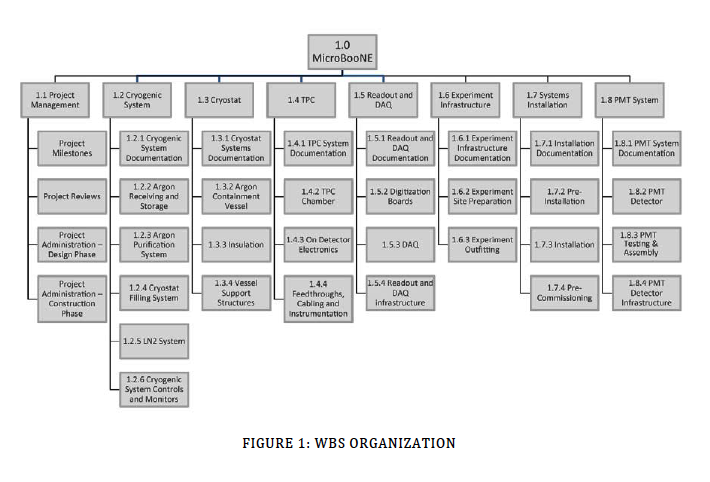 1.0
MicroBooNE
1.1 Project
Management
1.2 Cryogenic
System
1.3 Cryostat
1.4 TPC
1.5 Readout and
DAQ
1.6 Experiment
Infrastructure
1.7 Systems
Installation
1.8 PMT System
Project
Milestones
Project Reviews
Project
Administration –
Design Phase
Project
Administration –
Construction
Phase
1.2.1 Cryogenic
System
Documentation
1.2.2 Argon
Receiving and
Storage
1.2.3 Argon
Purification
System
1.2.4 Cryostat
Filling System
1.2.5 LN2 System
1.2.6 Cryogenic
System Controls
and Monitors
1.3.1 Cryostat
Systems
Documentation
1.3.2 Argon
Containment
Vessel
1.3.3 Insulation
1.3.4 Vessel
Support
Structures
1.4.1 TPC System
Documentation
1.4.2 TPC
Chamber
1.4.3 On Detector
Electronics
1.4.4
Feedthroughs,
Cabling and
Instrumentation
1.5.1 Readout and
DAQ
Documentation
1.5.2 Digitization
Boards
1.5.3 DAQ
1.5.4 Readout and
DAQ
infrastructure
1.6.1 Experiment
Infrastructure
Documentation
1.6.2 Experiment
Site Preparation
1.6.3 Experiment
Outfitting
1.7.1 Installation
Documentation
1.7.2 Pre-
Installation
1.7.3 Installation
1.7.4 Pre-
Commissioning
1.8.1 PMT System
Documentation
1.8.2 PMT
Detector
1.8.3 PMT
Testing &
Assembly
1.8.4 PMT
Detector
Infrastructure
FIGURE 1: WBS ORGANIZATION